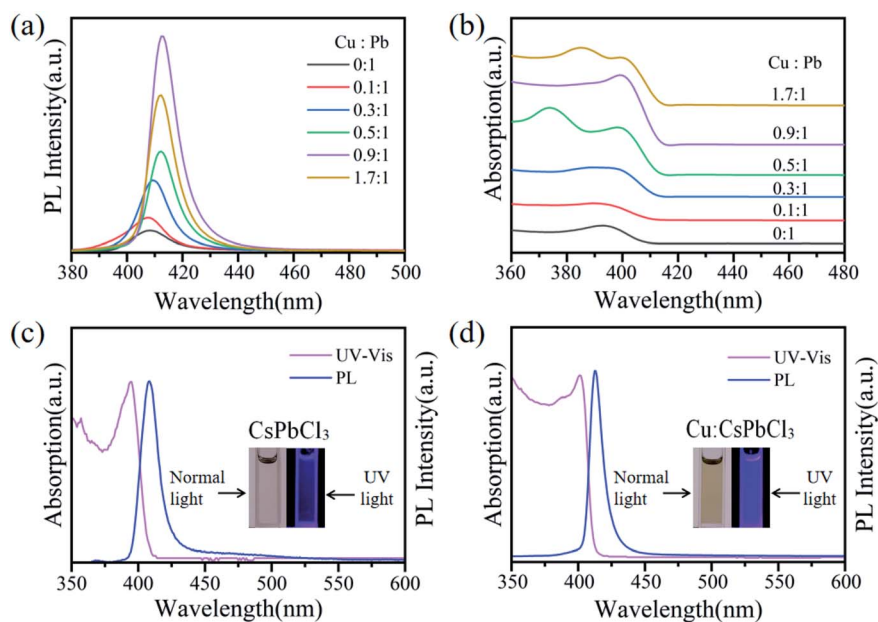 (a)
Cu : Pb
0:1
0.1:1
0.3:1
0.5:1
0.9:1
1.7:1
PL Intensity(a.u.)
380 400 420 440 460 480 500
Wavelength(nm)
(b)
Cu : Pb
1.7:1
0.9:1
0.5:1
0.3:1
0.1:1
0:1
Absorption(a.u.)
360 380 400 420 440 460 480
Wavelength(nm)
(c)
UV-Vis
PL
CsPbCl₃
Normal
light
UV
light
Absorption(a.u.)
PL Intensity(a.u.)
350 400 450 500 550 600
Wavelength(nm)
(d)
UV-Vis
PL
Cu:CsPbCl₃
Normal
light
UV
light
Absorption(a.u.)
PL Intensity(a.u.)
350 400 450 500 550 600
Wavelength(nm)